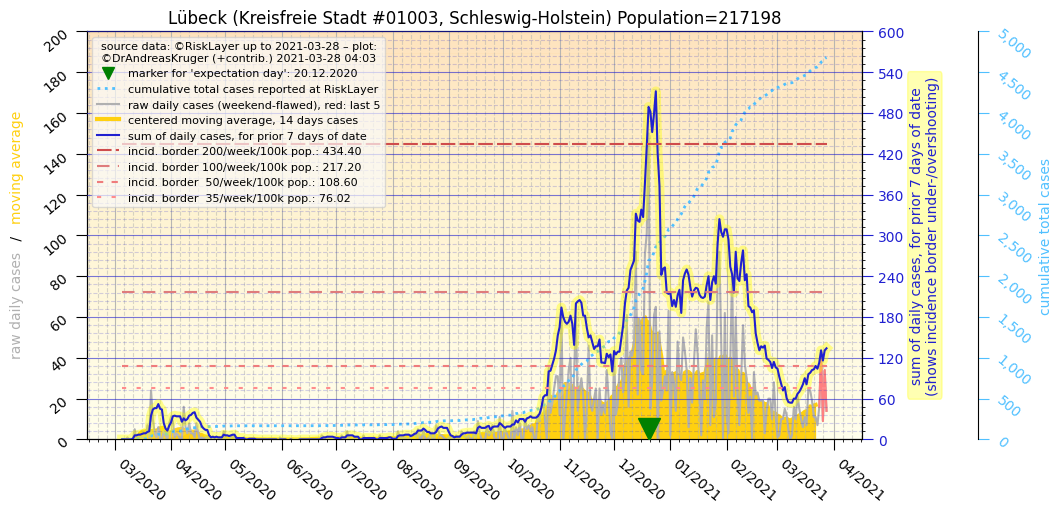 Lübeck (Kreisfreie Stadt #01003, Schleswig-Holstein) Population=217198
source data: ©RiskLayer up to 2021-03-28 – plot:
©DrAndreasKruger (+contrib.) 2021-03-28 04:03
marker for 'expectation day': 20.12.2020
cumulative total cases reported at RiskLayer
raw daily cases (weekend-flawed), red: last 5
centered moving average, 14 days cases
sum of daily cases, for prior 7 days of date
incid. border 200/week/100k pop.: 434.40
incid. border 100/week/100k pop.: 217.20
incid. border  50/week/100k pop.: 108.60
incid. border  35/week/100k pop.: 76.02
raw daily cases / moving average
200
180
160
140
120
100
80
60
40
20
0
03/2020
04/2020
05/2020
06/2020
07/2020
08/2020
09/2020
10/2020
11/2020
12/2020
01/2021
02/2021
03/2021
04/2021
600
540
480
420
360
300
240
180
120
60
0
sum of daily cases, for prior 7 days of date
(shows incidence border under-/overshooting)
5,000
4,500
4,000
3,500
3,000
2,500
2,000
1,500
1,000
500
0
cumulative total cases